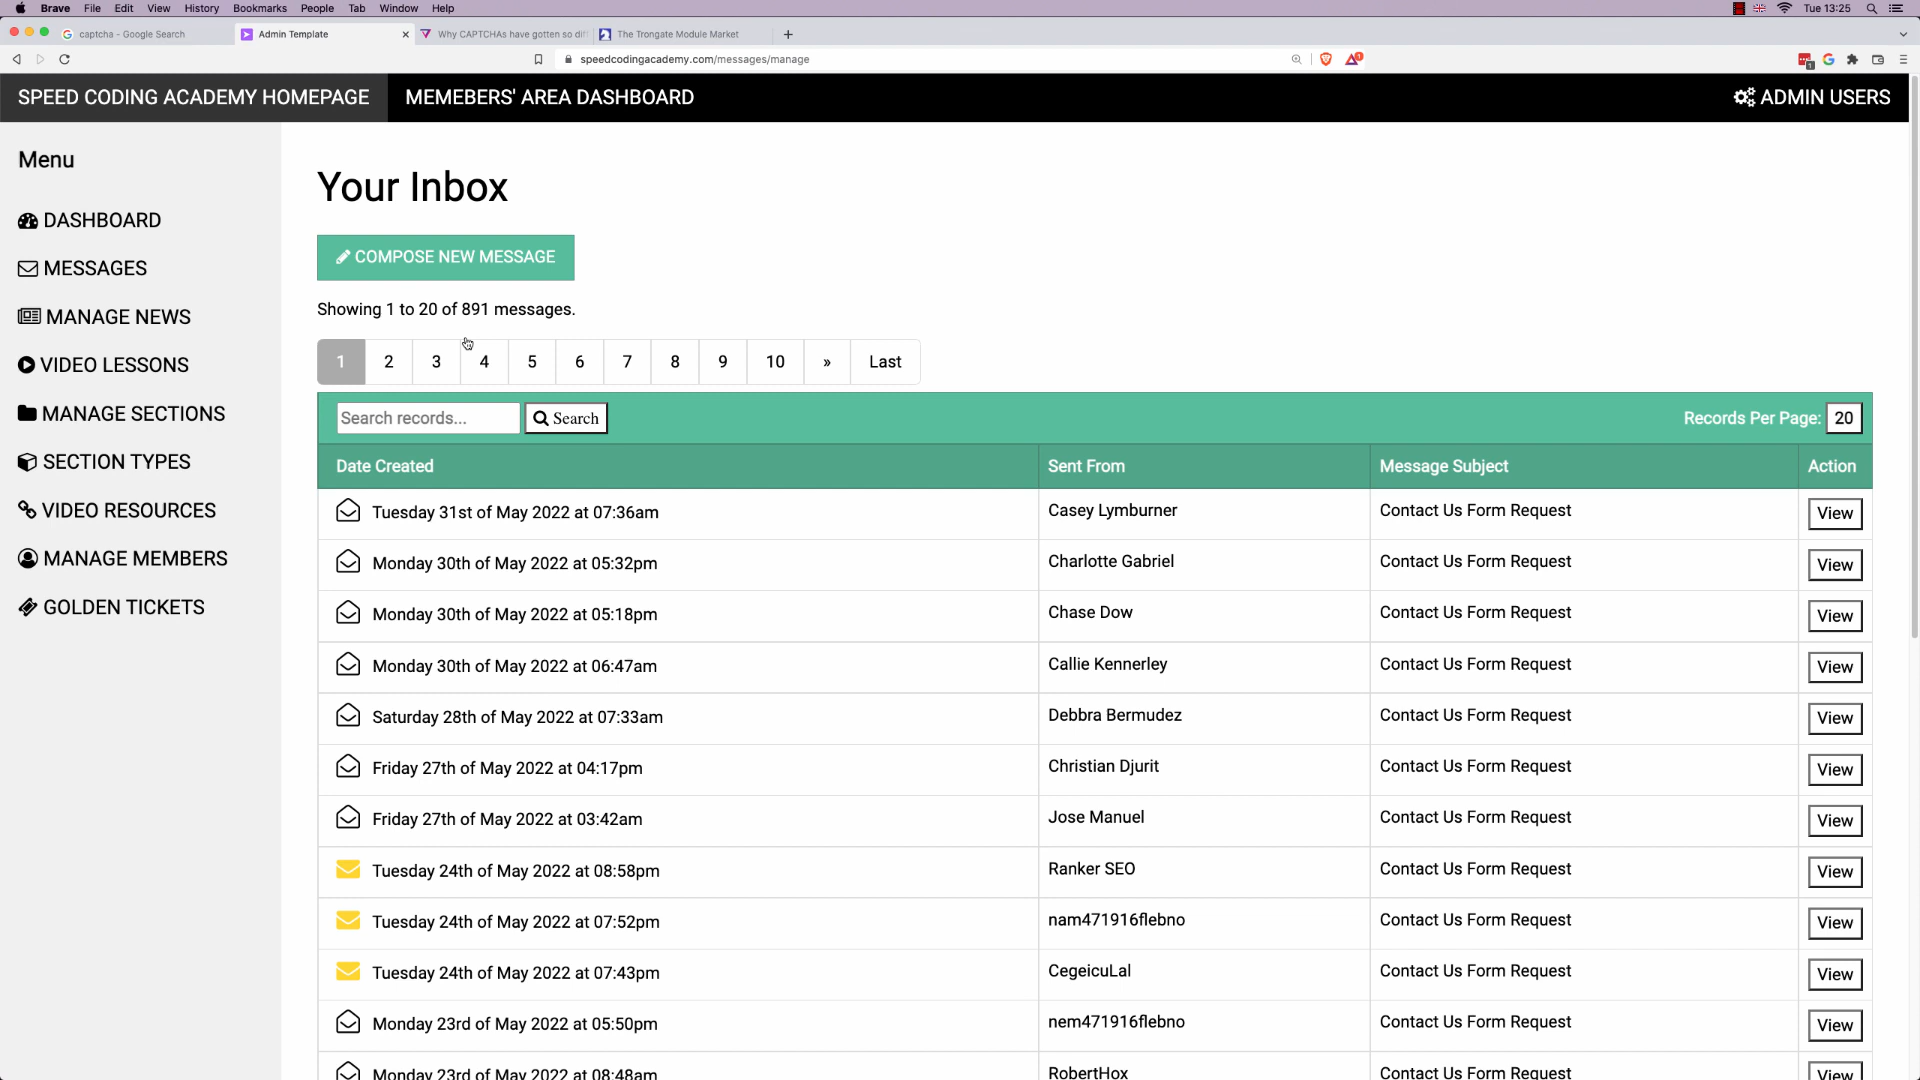 Brave File Edit View History Bookmarks People Tab Window Help Tue 13:25
captcha - Google Search Admin Template Why CAPTCHAs have gotten so dif The Trongate Module Market
speedcodingacademy.com/messages/manage
SPEED CODING ACADEMY HOMEPAGE MEMEBERS' AREA DASHBOARD ADMIN USERS
Menu
DASHBOARD
MESSAGES
MANAGE NEWS
VIDEO LESSONS
MANAGE SECTIONS
SECTION TYPES
VIDEO RESOURCES
MANAGE MEMBERS
GOLDEN TICKETS
Your Inbox
COMPOSE NEW MESSAGE
Showing 1 to 20 of 891 messages.
1 2 3 4 5 6 7 8 9 10 » Last
Search records... Search Records Per Page: 20
Date Created Sent From Message Subject Action
Tuesday 31st of May 2022 at 07:36am Casey Lymburner Contact Us Form Request View
Monday 30th of May 2022 at 05:32pm Charlotte Gabriel Contact Us Form Request View
Monday 30th of May 2022 at 05:18pm Chase Dow Contact Us Form Request View
Monday 30th of May 2022 at 06:47am Callie Kennerley Contact Us Form Request View
Saturday 28th of May 2022 at 07:33am Debbra Bermudez Contact Us Form Request View
Friday 27th of May 2022 at 04:17pm Christian Djurit Contact Us Form Request View
Friday 27th of May 2022 at 03:42am Jose Manuel Contact Us Form Request View
Tuesday 24th of May 2022 at 08:58pm Ranker SEO Contact Us Form Request View
Tuesday 24th of May 2022 at 07:52pm nam471916flebno Contact Us Form Request View
Tuesday 24th of May 2022 at 07:43pm CegeicuLal Contact Us Form Request View
Monday 23rd of May 2022 at 05:50pm nem471916flebno Contact Us Form Request View
Monday 23rd of May 2022 at 08:48am RobertHox Contact Us Form Request View